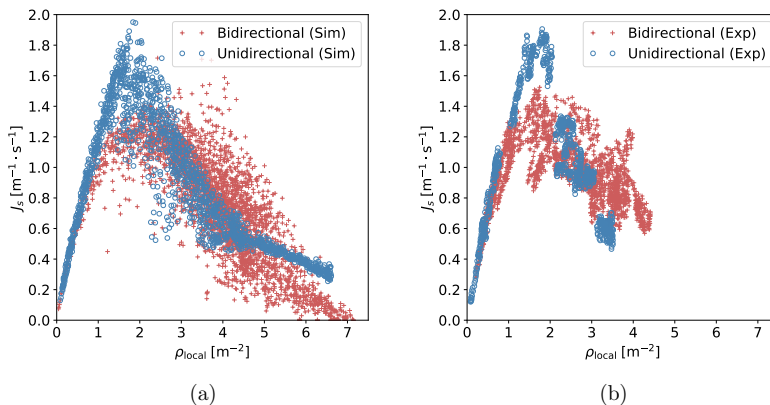 2.0
1.8
1.6
1.4
1.2
1.0
0.8
0.6
0.4
0.2
0.0
J_s [m⁻¹ · s⁻¹]
Bidirectional (Sim)
Unidirectional (Sim)
0 1 2 3 4 5 6 7
ρ_local [m⁻²]
(a)
2.0
1.8
1.6
1.4
1.2
1.0
0.8
0.6
0.4
0.2
0.0
J_s [m⁻¹ · s⁻¹]
Bidirectional (Exp)
Unidirectional (Exp)
0 1 2 3 4 5 6 7
ρ_local [m⁻²]
(b)